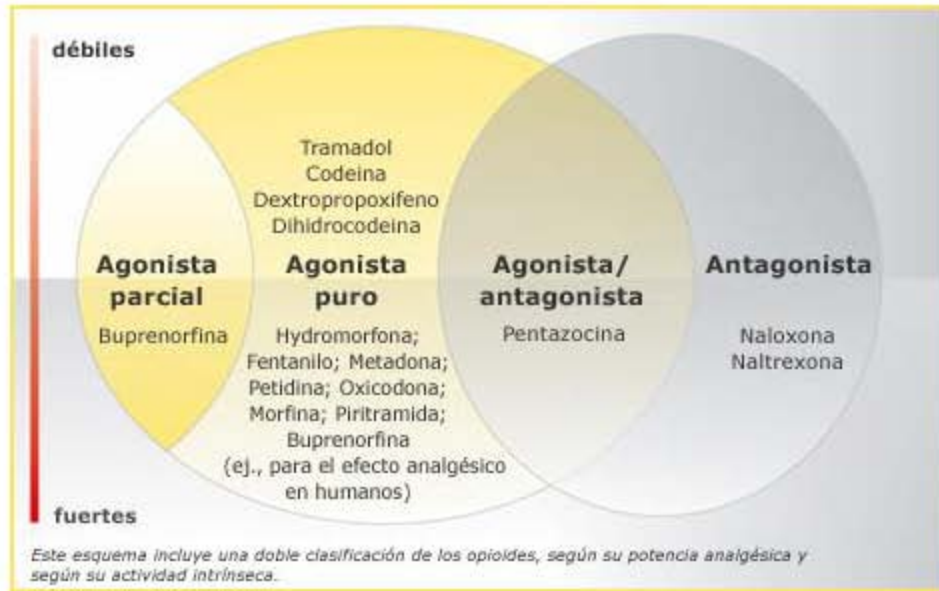 débiles
Tramadol
Codeina
Dextropropoxifeno
Dihidrocodeina
Agonista
parcial
Buprenorfina
Agonista
puro
Hydromorfona;
Fentanilo; Metadona;
Petidina; Oxicodona;
Morfina; Piritramida;
Buprenorfina
(ej., para el efecto analgésico
en humanos)
Agonista/
antagonista
Pentazocina
Antagonista
Naloxona
Naltrexona
fuertes
Este esquema incluye una doble clasificación de los opioides, según su potencia analgésica y
según su actividad intrínseca.